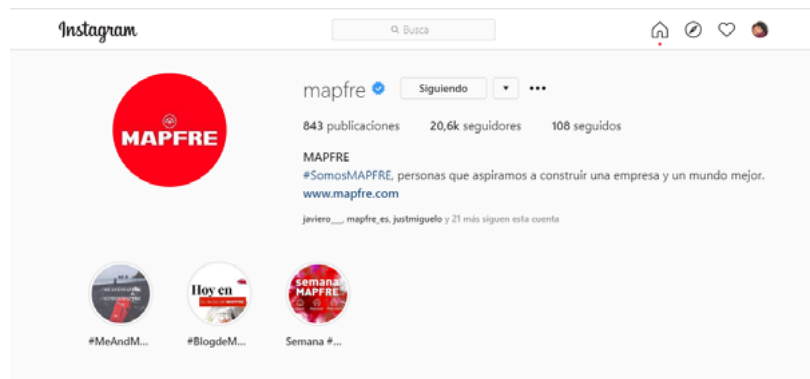 Instagram
Busca
mapfre
Siguiendo
843 publicaciones 20,6k seguidores 108 seguidos
MAPFRE
MAPFRE
#SomosMAPFRE, personas que aspiramos a construir una empresa y un mundo mejor.
www.mapfre.com
javiero___, mapfre_es, justmiguelo y 21 más siguen esta cuenta
Hoy en
semana
MAPFRE
#MeAndM... #BlogdeM... Semana #...